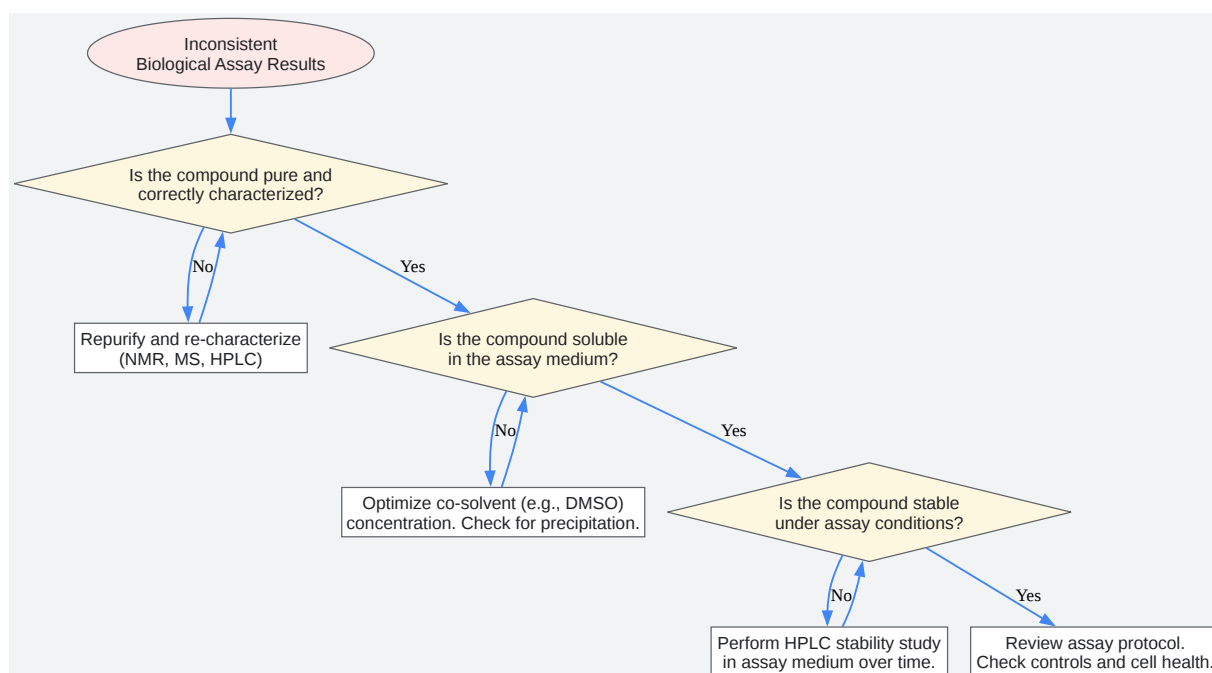 Inconsistent
Biological Assay Results
Is the compound pure and
correctly characterized?
No
Yes
Repurify and re-characterize
(NMR, MS, HPLC)
Is the compound soluble
in the assay medium?
No
Yes
Optimize co-solvent (e.g., DMSO)
concentration. Check for precipitation.
Is the compound stable
under assay conditions?
No
Yes
Perform HPLC stability study
in assay medium over time.
Review assay protocol.
Check controls and cell health.